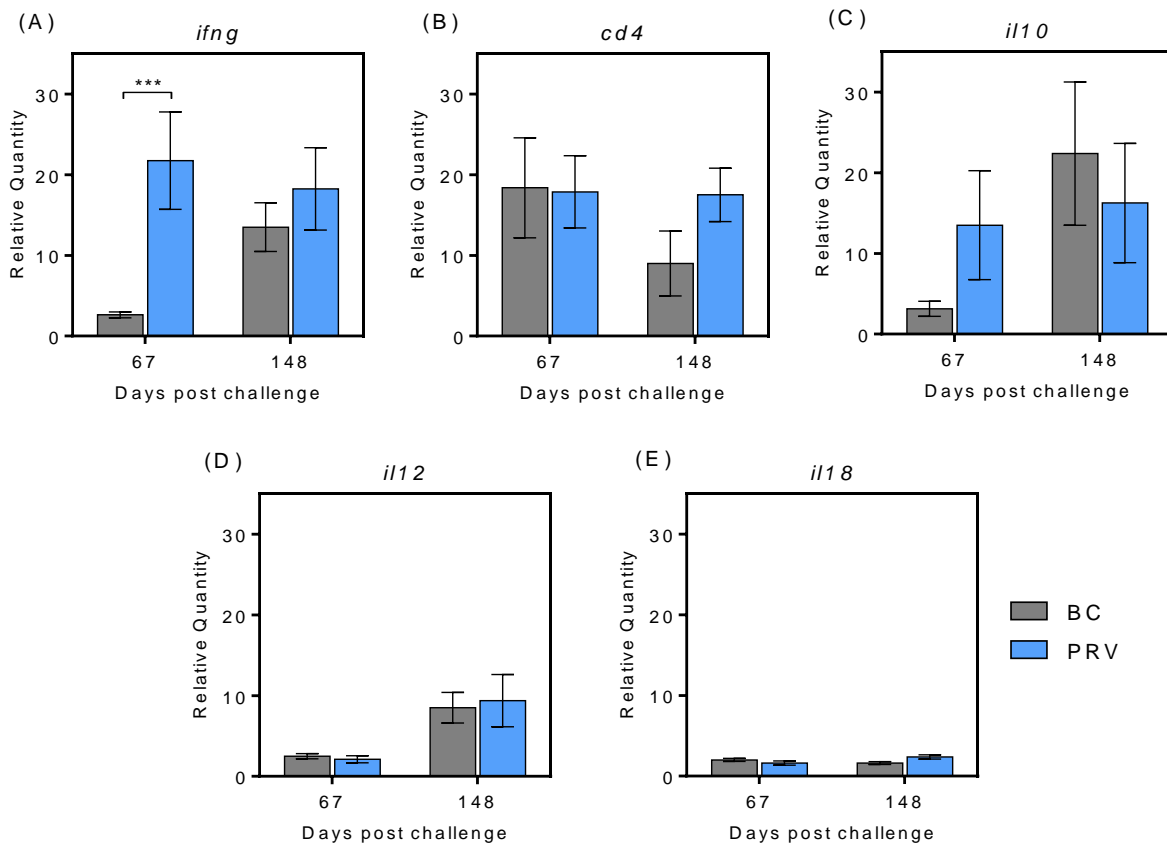 (A)
ifng
Relative Quantity
30
20
10
0
***
67
148
Days post challenge
(B)
cd4
Relative Quantity
30
20
10
0
67
148
Days post challenge
(C)
il10
Relative Quantity
30
20
10
0
67
148
Days post challenge
(D)
il12
Relative Quantity
30
20
10
0
67
148
Days post challenge
(E)
il18
Relative Quantity
30
20
10
0
67
148
Days post challenge
BC
PRV